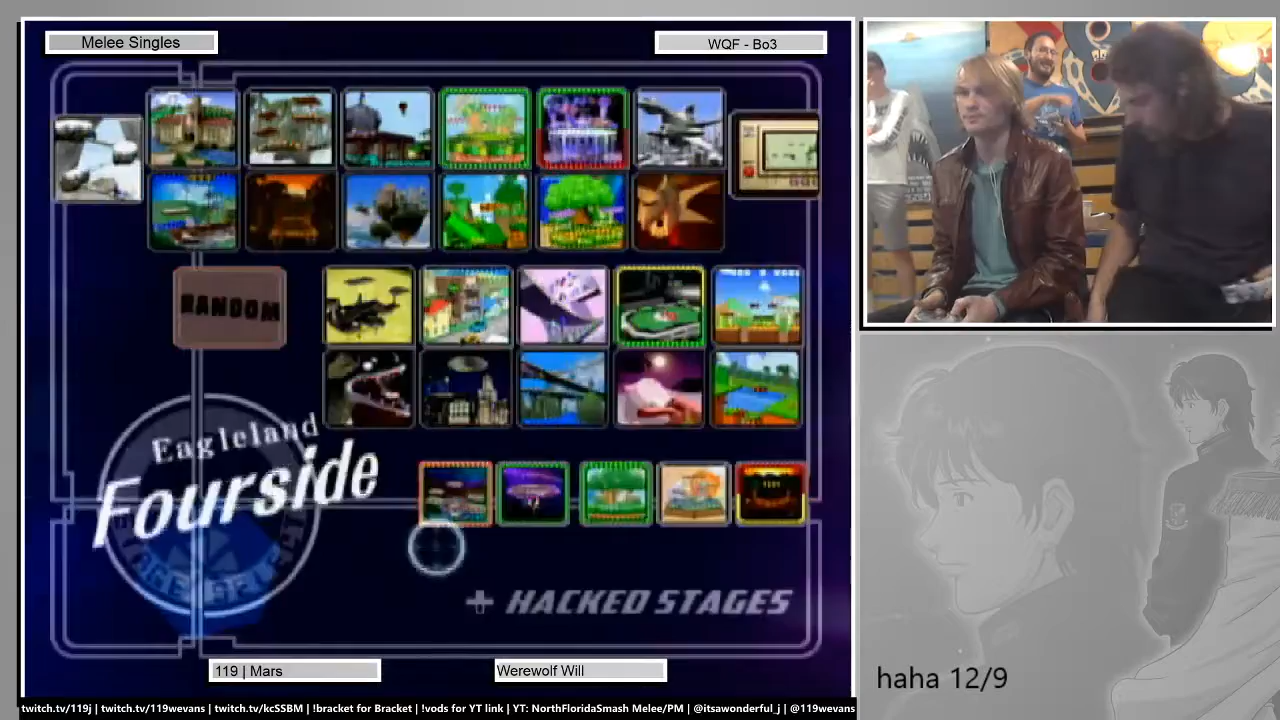 Melee Singles
WQF - Bo3
RANDOM
Eagleland
Fourside
+ HACKED STAGES
119 | Mars
Werewolf Will
haha 12/9
twitch.tv/119j | twitch.tv/119wevans | twitch.tv/kcSSBM | !bracket for Bracket | !vods for YT link | YT: NorthFloridaSmash Melee/PM | @itsawonderful_j | @119wevans